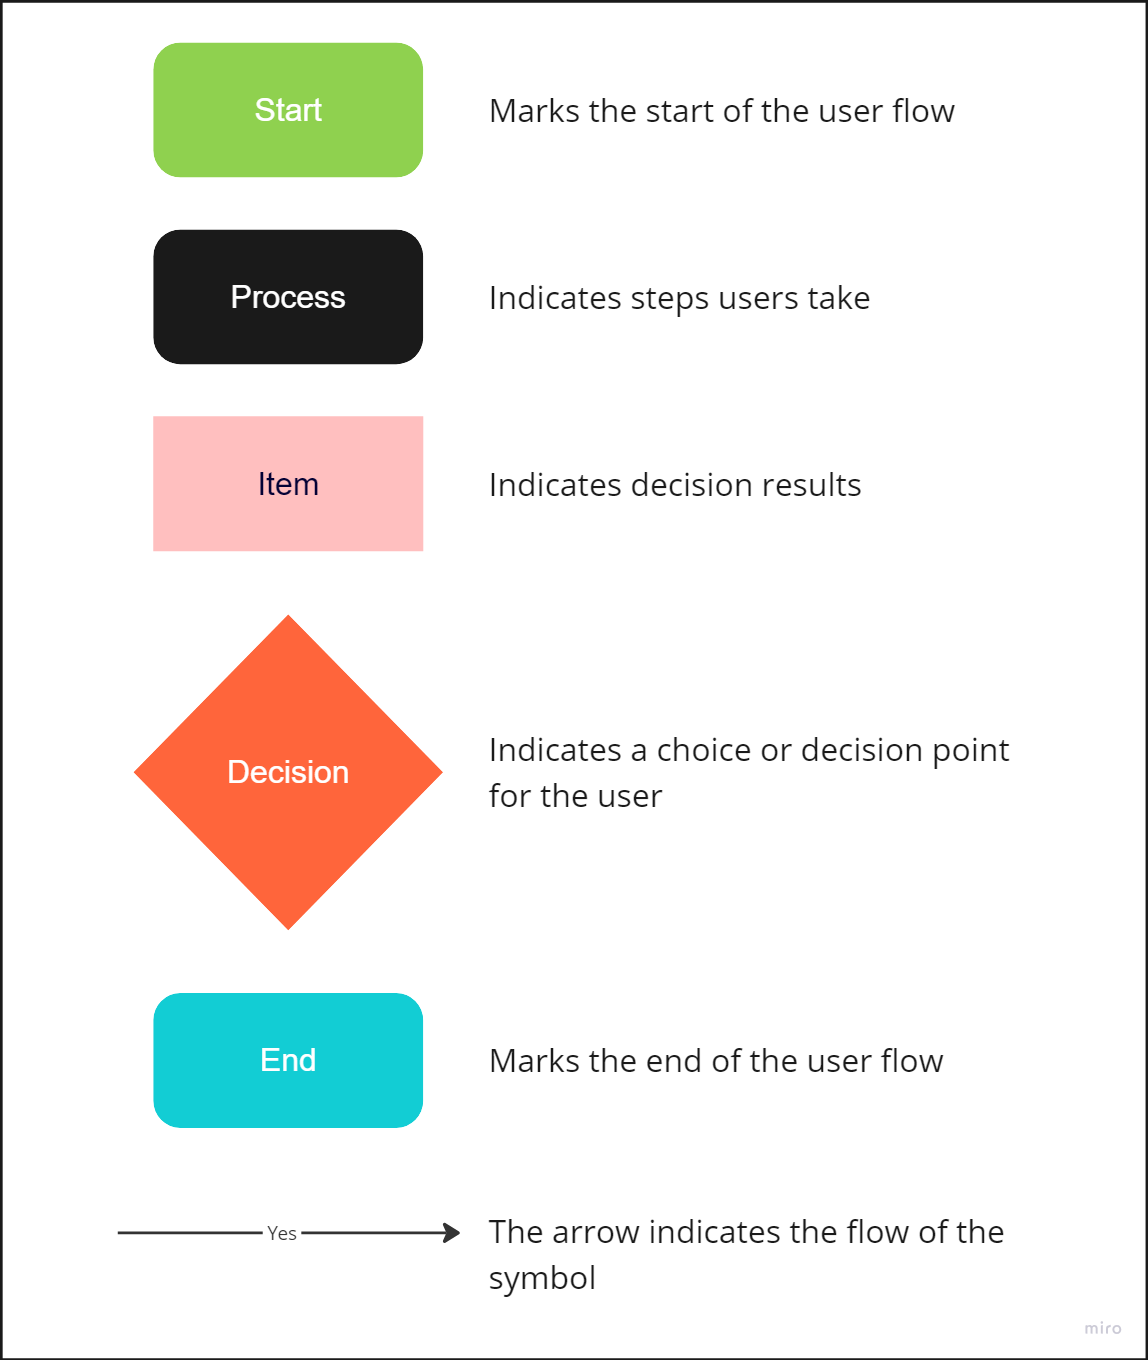 Start
Marks the start of the user flow
Process
Indicates steps users take
Item
Indicates decision results
Decision
Indicates a choice or decision point
for the user
End
Marks the end of the user flow
Yes
The arrow indicates the flow of the
symbol
miro